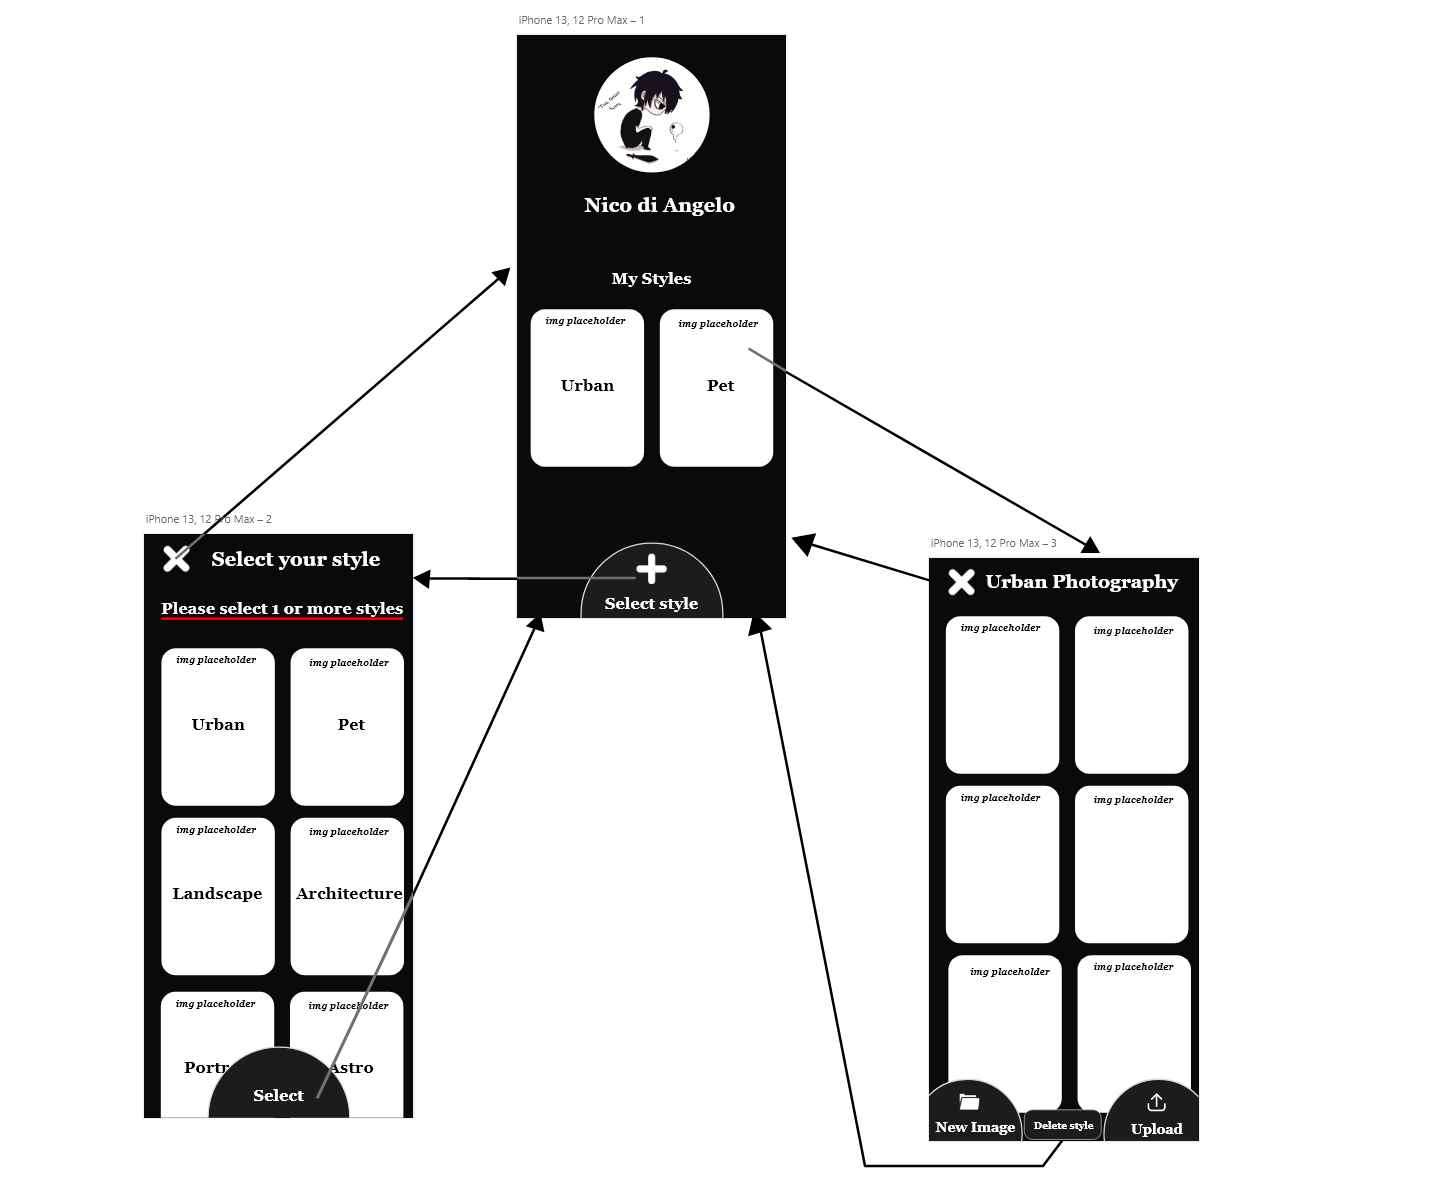 iPhone 13, 12 Pro Max – 1
Nico di Angelo
My Styles
img placeholder
Urban
img placeholder
Pet
Select style
iPhone 13, 12 Pro Max – 2
Select your style
Please select 1 or more styles
img placeholder
Urban
img placeholder
Pet
img placeholder
Landscape
img placeholder
Architecture
img placeholder
Portr
img placeholder
Astro
Select
iPhone 13, 12 Pro Max – 3
Urban Photography
img placeholder
img placeholder
img placeholder
img placeholder
img placeholder
img placeholder
New Image
Delete style
Upload